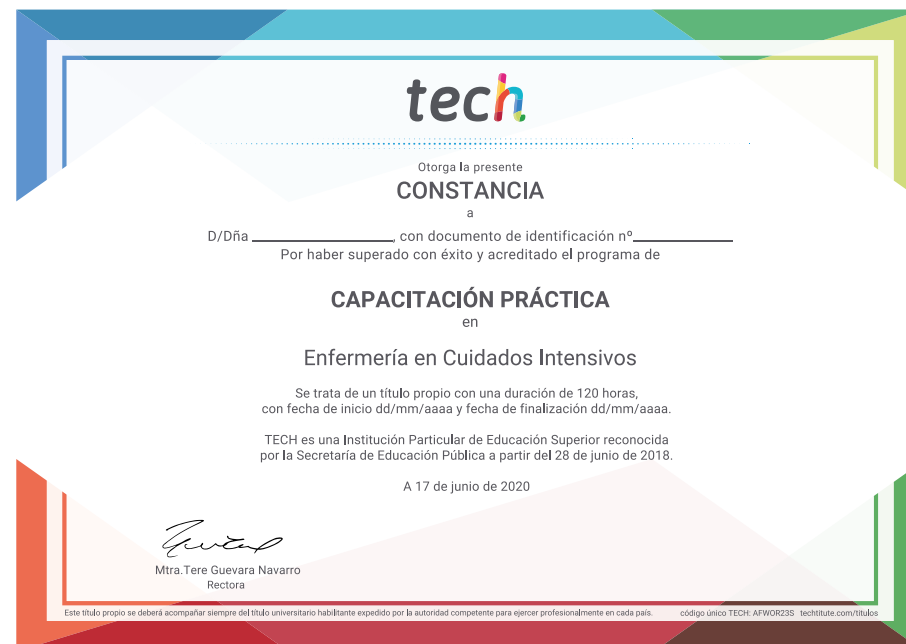 tech
Otorga la presente
CONSTANCIA
a
D/Dña ____________________, con documento de identificación nº______________
Por haber superado con éxito y acreditado el programa de
CAPACITACIÓN PRÁCTICA
en
Enfermería en Cuidados Intensivos
Se trata de un título propio con una duración de 120 horas,
con fecha de inicio dd/mm/aaaa y fecha de finalización dd/mm/aaaa.
TECH es una Institución Particular de Educación Superior reconocida
por la Secretaría de Educación Pública a partir del 28 de junio de 2018.
A 17 de junio de 2020
Mtra.Tere Guevara Navarro
Rectora
Este título propio se deberá acompañar siempre del título universitario habilitante expedido por la autoridad competente para ejercer profesionalmente en cada país. código único TECH: AFWOR23S techtitute.com/titulos